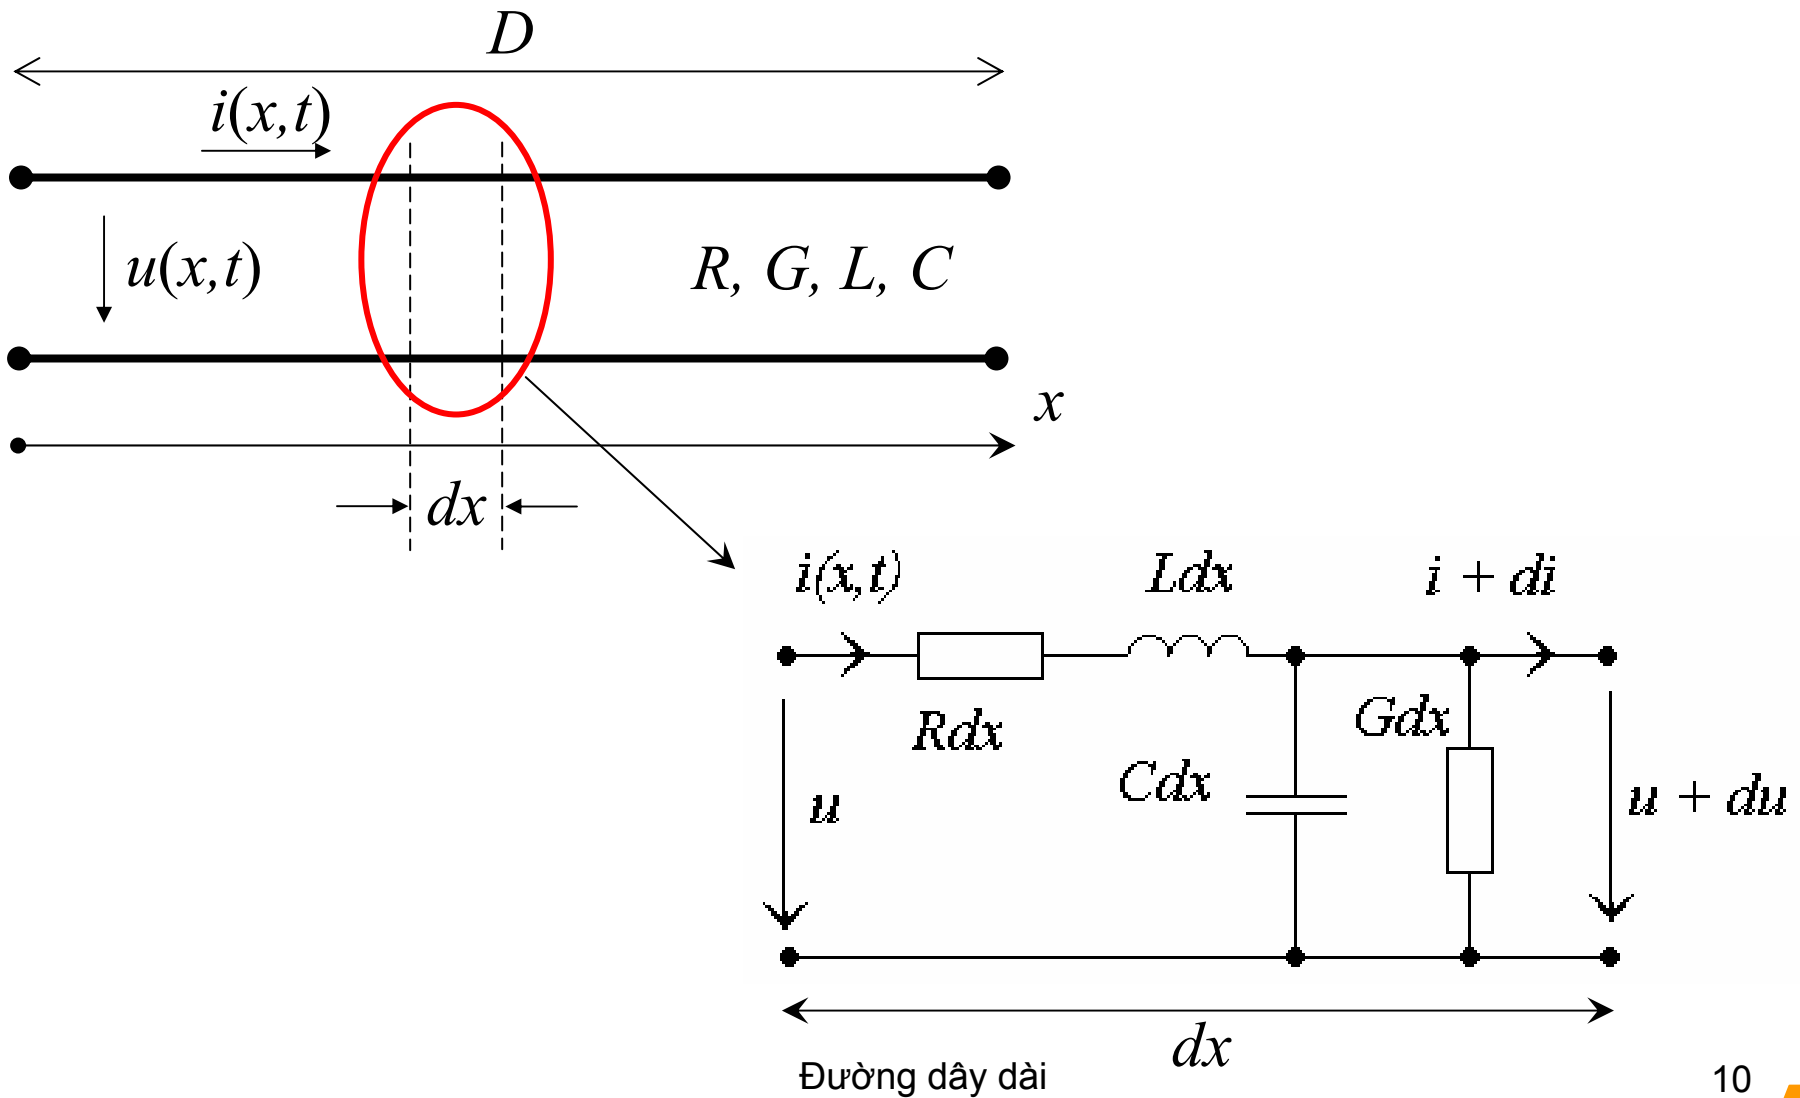 D
i(x,t)
u(x,t)
R, G, L, C
x
dx
i(x,t)
Ldx
i + di
Rdx
Gdx
Cdx
u
u + du
dx
Đường dây dài
10